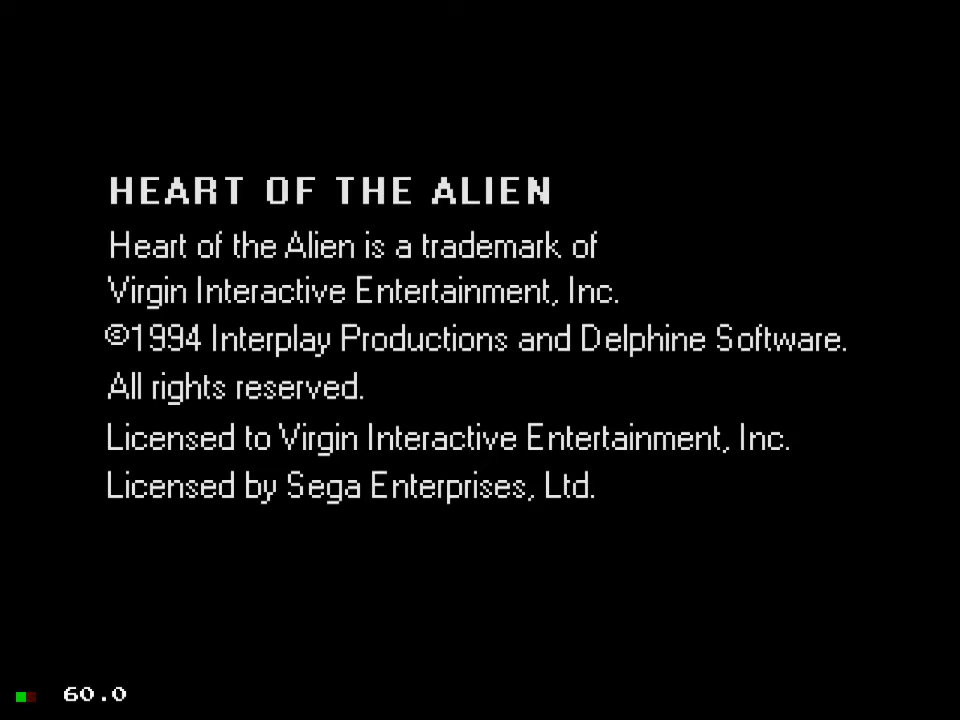 HEART OF THE ALIEN
Heart of the Alien is a trademark of
Virgin Interactive Entertainment, Inc.
©1994 Interplay Productions and Delphine Software.
All rights reserved.
Licensed to Virgin Interactive Entertainment, Inc.
Licensed by Sega Enterprises, Ltd.
60.0